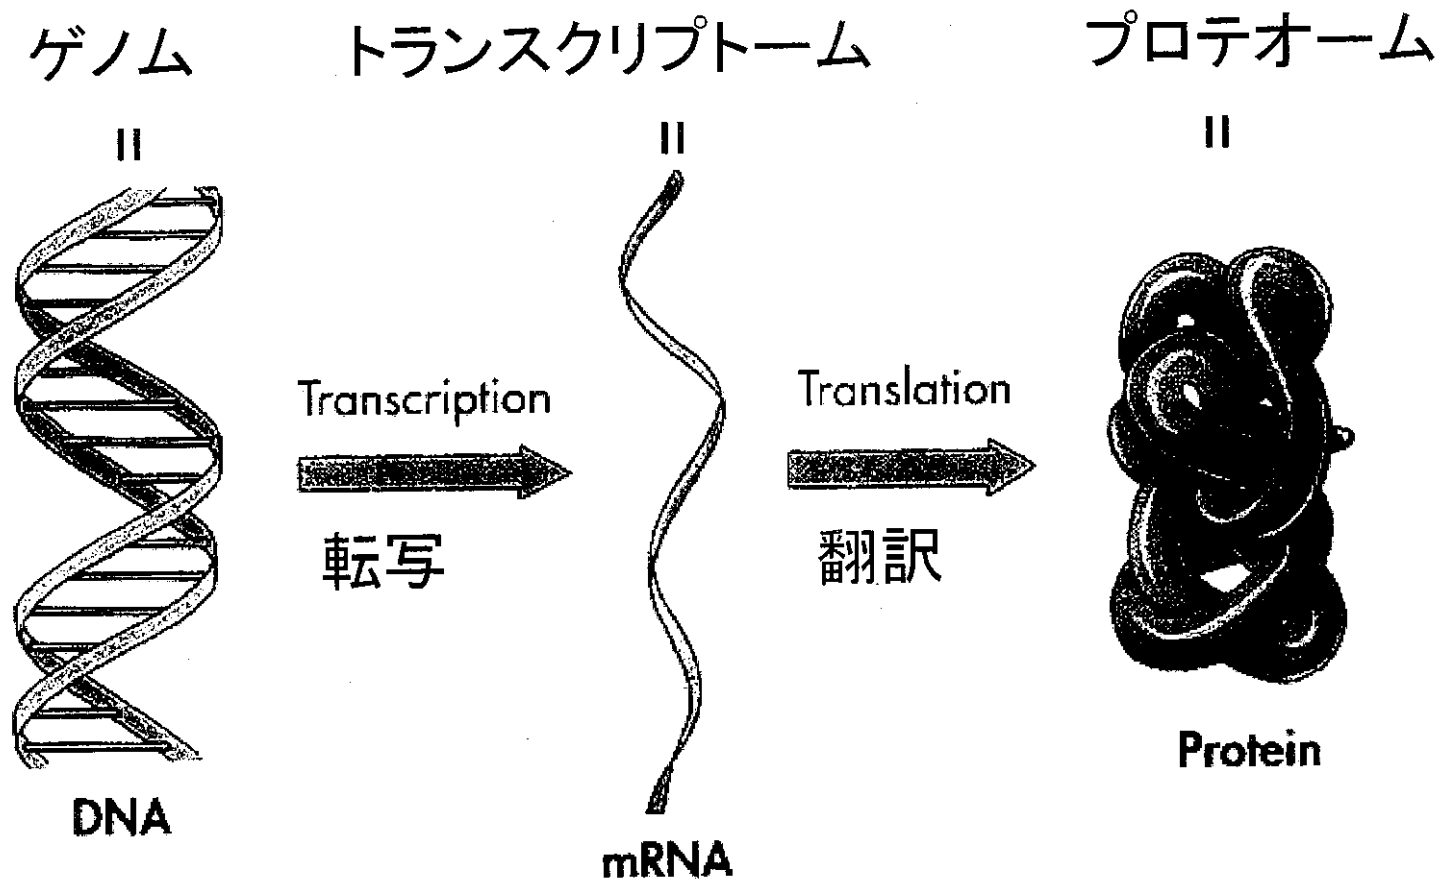 ゲノム
トランスクリプトーム
プロテオーム
=
=
=
Transcription
Translation
転写
翻訳
Protein
DNA
mRNA